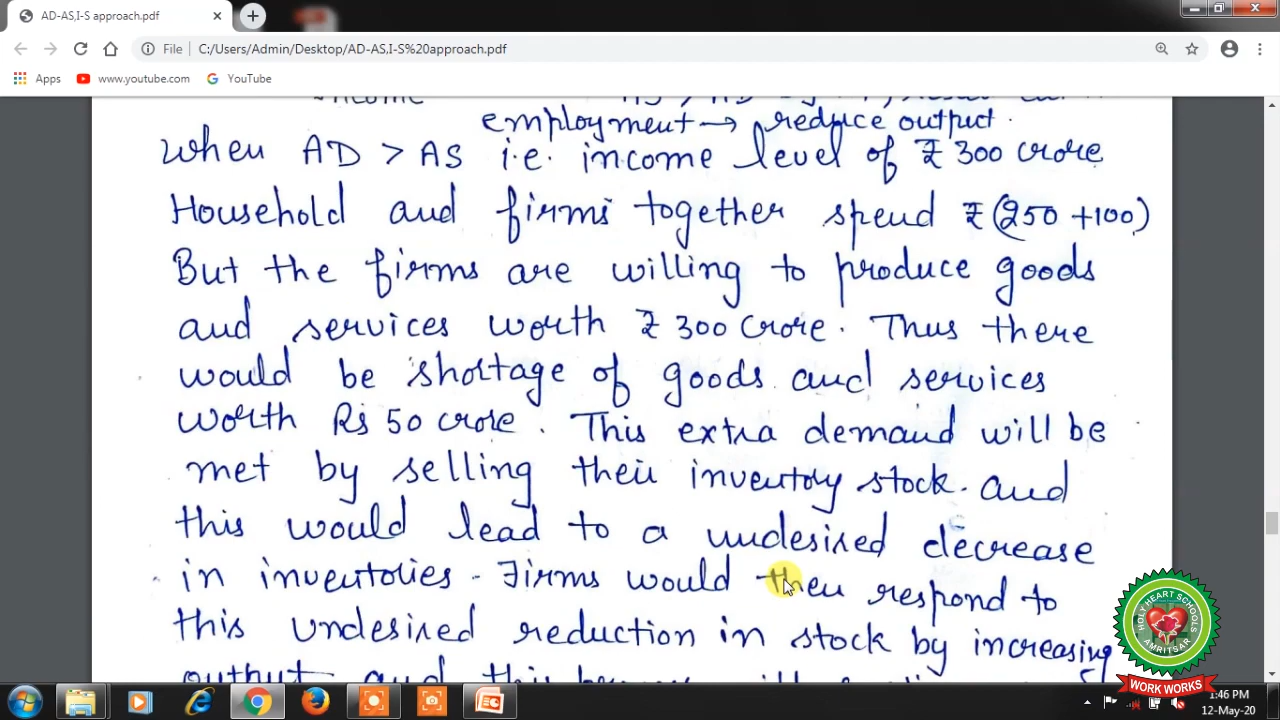 AD-AS,I-S approach.pdf
File C:/Users/Admin/Desktop/AD-AS,I-S%20approach.pdf
Apps www.youtube.com YouTube
employment → reduce output.
when AD > AS i.e. income level of ₹ 300 crore
Household and firms together spend ₹ (250 + 100)
But the firms are willing to produce goods
and services worth ₹ 300 crore. Thus there
would be shortage of goods and services
worth Rs 50 crore. This extra demand will be
met by selling their inventory stock. and
this would lead to a undesired decrease
in inventories. Firms would then respond to
this undesired reduction in stock by increasing
output and this
HOLY HEART SCHOOLS
AMRITSAR
WORK WORKS
1:46 PM
12-May-20